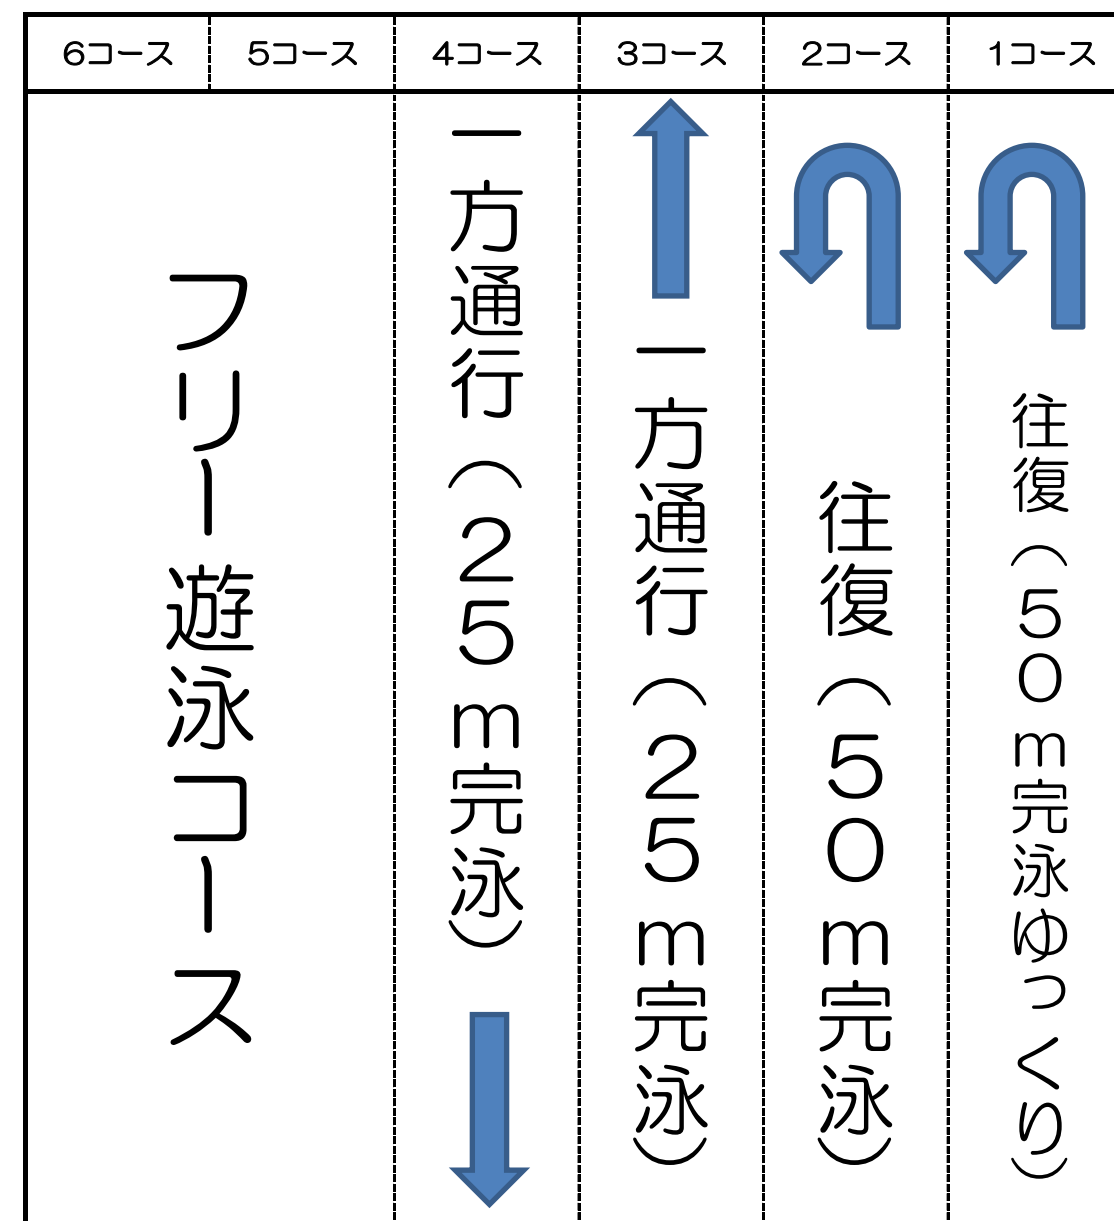 6コース
5コース
4コース
3コース
2コース
1コース
フリー遊泳コース
一方通行（２５ｍ完泳）
一方通行（２５ｍ完泳）
往復（５０ｍ完泳）
往復（５０ｍ完泳ゆっくり）